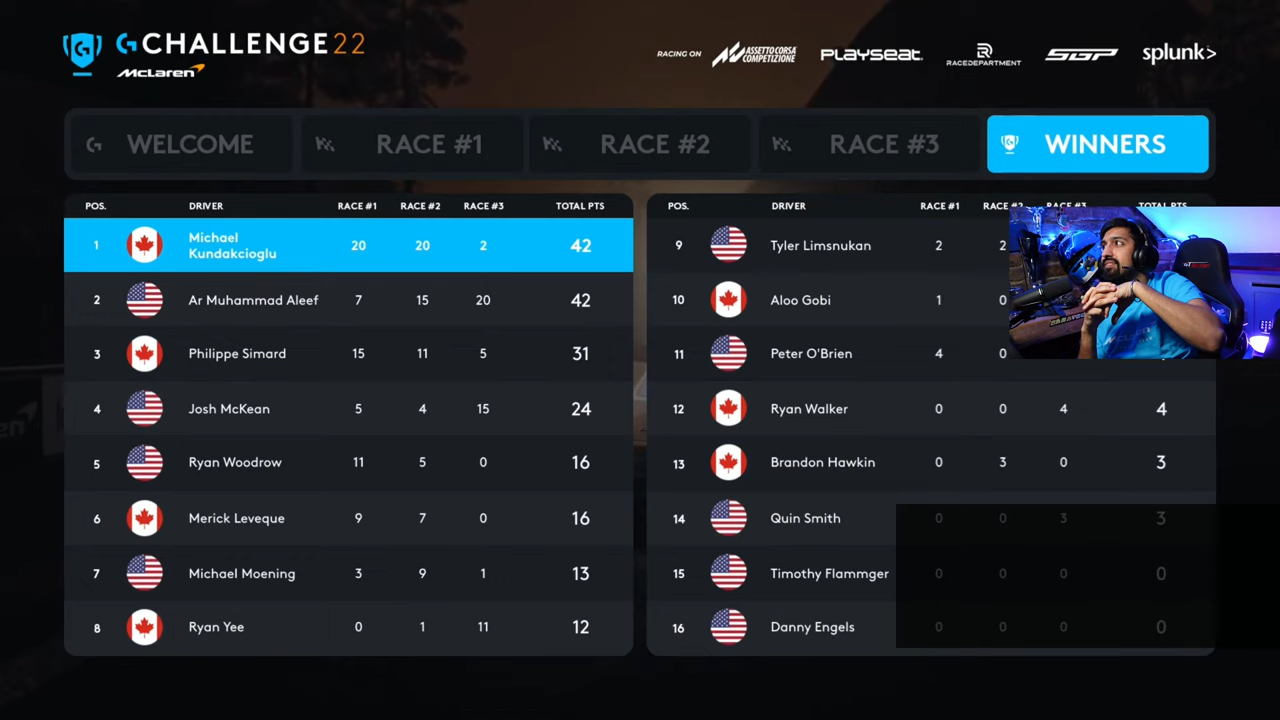 CHALLENGE 22
McLaren
RACING ON
ASSETTO CORSA
COMPETIZIONE
PLAYSEAT
RACEDEPARTMENT
SGP
splunk>
WELCOME
RACE #1
RACE #2
RACE #3
WINNERS
POS. DRIVER RACE #1 RACE #2 RACE #3 TOTAL PTS
1 Michael Kundakcioglu 20 20 2 42
2 Ar Muhammad Aleef 7 15 20 42
3 Philippe Simard 15 11 5 31
4 Josh McKean 5 4 15 24
5 Ryan Woodrow 11 5 0 16
6 Merick Leveque 9 7 0 16
7 Michael Moening 3 9 1 13
8 Ryan Yee 0 1 11 12
POS. DRIVER RACE #1 RACE #2 RACE #3 TOTAL PTS
9 Tyler Limsnukan 2 2
10 Aloo Gobi 1 0
11 Peter O'Brien 4 0
12 Ryan Walker 0 0 4 4
13 Brandon Hawkin 0 3 0 3
14 Quin Smith 0 0 3 3
15 Timothy Flammger 0 0 0 0
16 Danny Engels 0 0 0 0